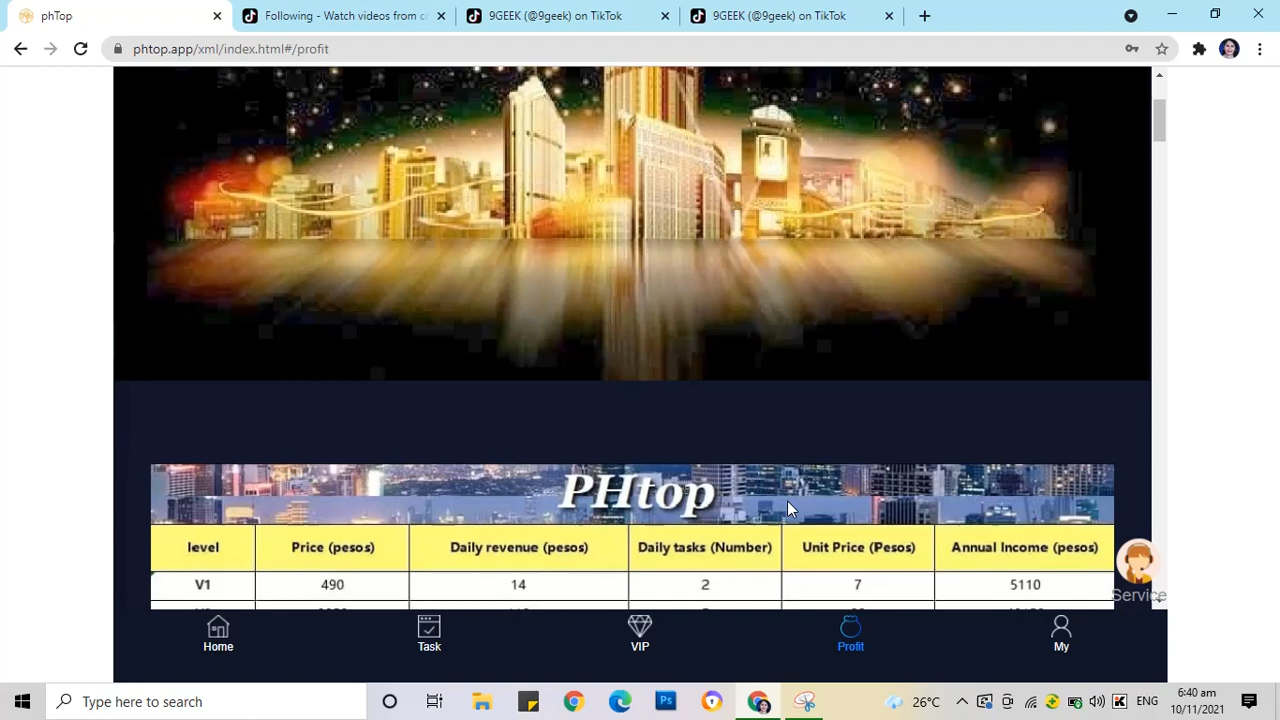 phTop
Following - Watch videos from c
9GEEK (@9geek) on TikTok
9GEEK (@9geek) on TikTok
phtop.app/xml/index.html#/profit
PHtop
level Price (pesos) Daily revenue (pesos) Daily tasks (Number) Unit Price (Pesos) Annual Income (pesos)
V1 490 14 2 7 5110
Service
Home Task VIP Profit My
Type here to search
Ps
26°C
ENG
6:40 am
10/11/2021